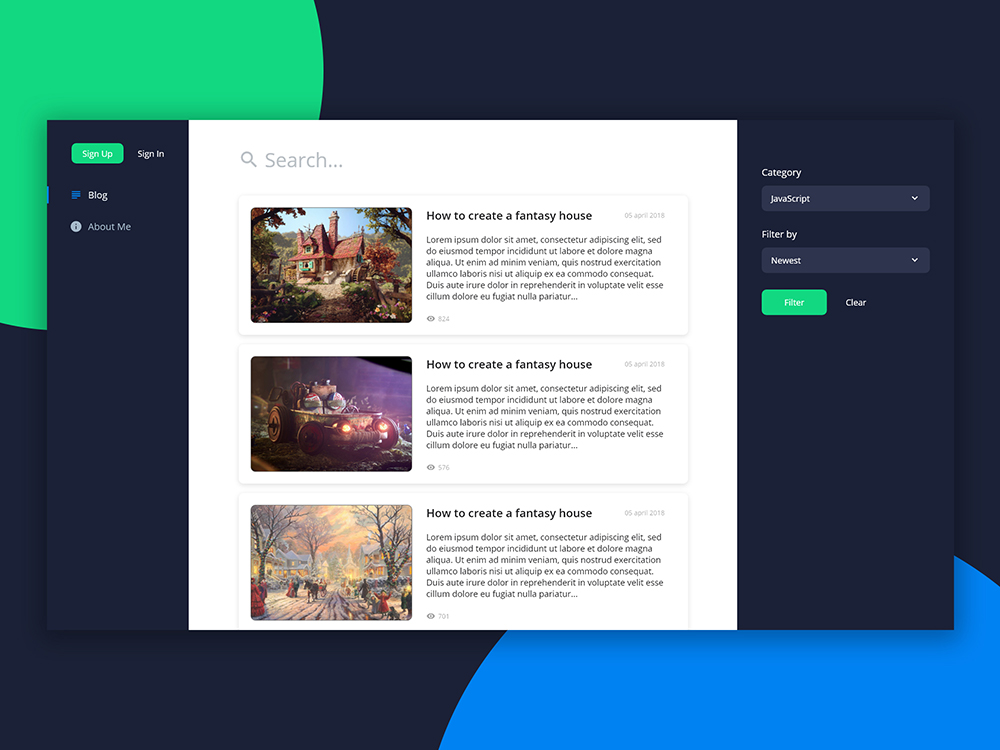 Sign Up
Sign In
Blog
About Me
Search...
How to create a fantasy house
05 april 2018
Lorem ipsum dolor sit amet, consectetur adipiscing elit, sed
do eiusmod tempor incididunt ut labore et dolore magna
aliqua. Ut enim ad minim veniam, quis nostrud exercitation
ullamco laboris nisi ut aliquip ex ea commodo consequat.
Duis aute irure dolor in reprehenderit in voluptate velit esse
cillum dolore eu fugiat nulla pariatur...
824
How to create a fantasy house
05 april 2018
Lorem ipsum dolor sit amet, consectetur adipiscing elit, sed
do eiusmod tempor incididunt ut labore et dolore magna
aliqua. Ut enim ad minim veniam, quis nostrud exercitation
ullamco laboris nisi ut aliquip ex ea commodo consequat.
Duis aute irure dolor in reprehenderit in voluptate velit esse
cillum dolore eu fugiat nulla pariatur...
576
How to create a fantasy house
05 april 2018
Lorem ipsum dolor sit amet, consectetur adipiscing elit, sed
do eiusmod tempor incididunt ut labore et dolore magna
aliqua. Ut enim ad minim veniam, quis nostrud exercitation
ullamco laboris nisi ut aliquip ex ea commodo consequat.
Duis aute irure dolor in reprehenderit in voluptate velit esse
cillum dolore eu fugiat nulla pariatur...
701
Category
JavaScript
Filter by
Newest
Filter
Clear